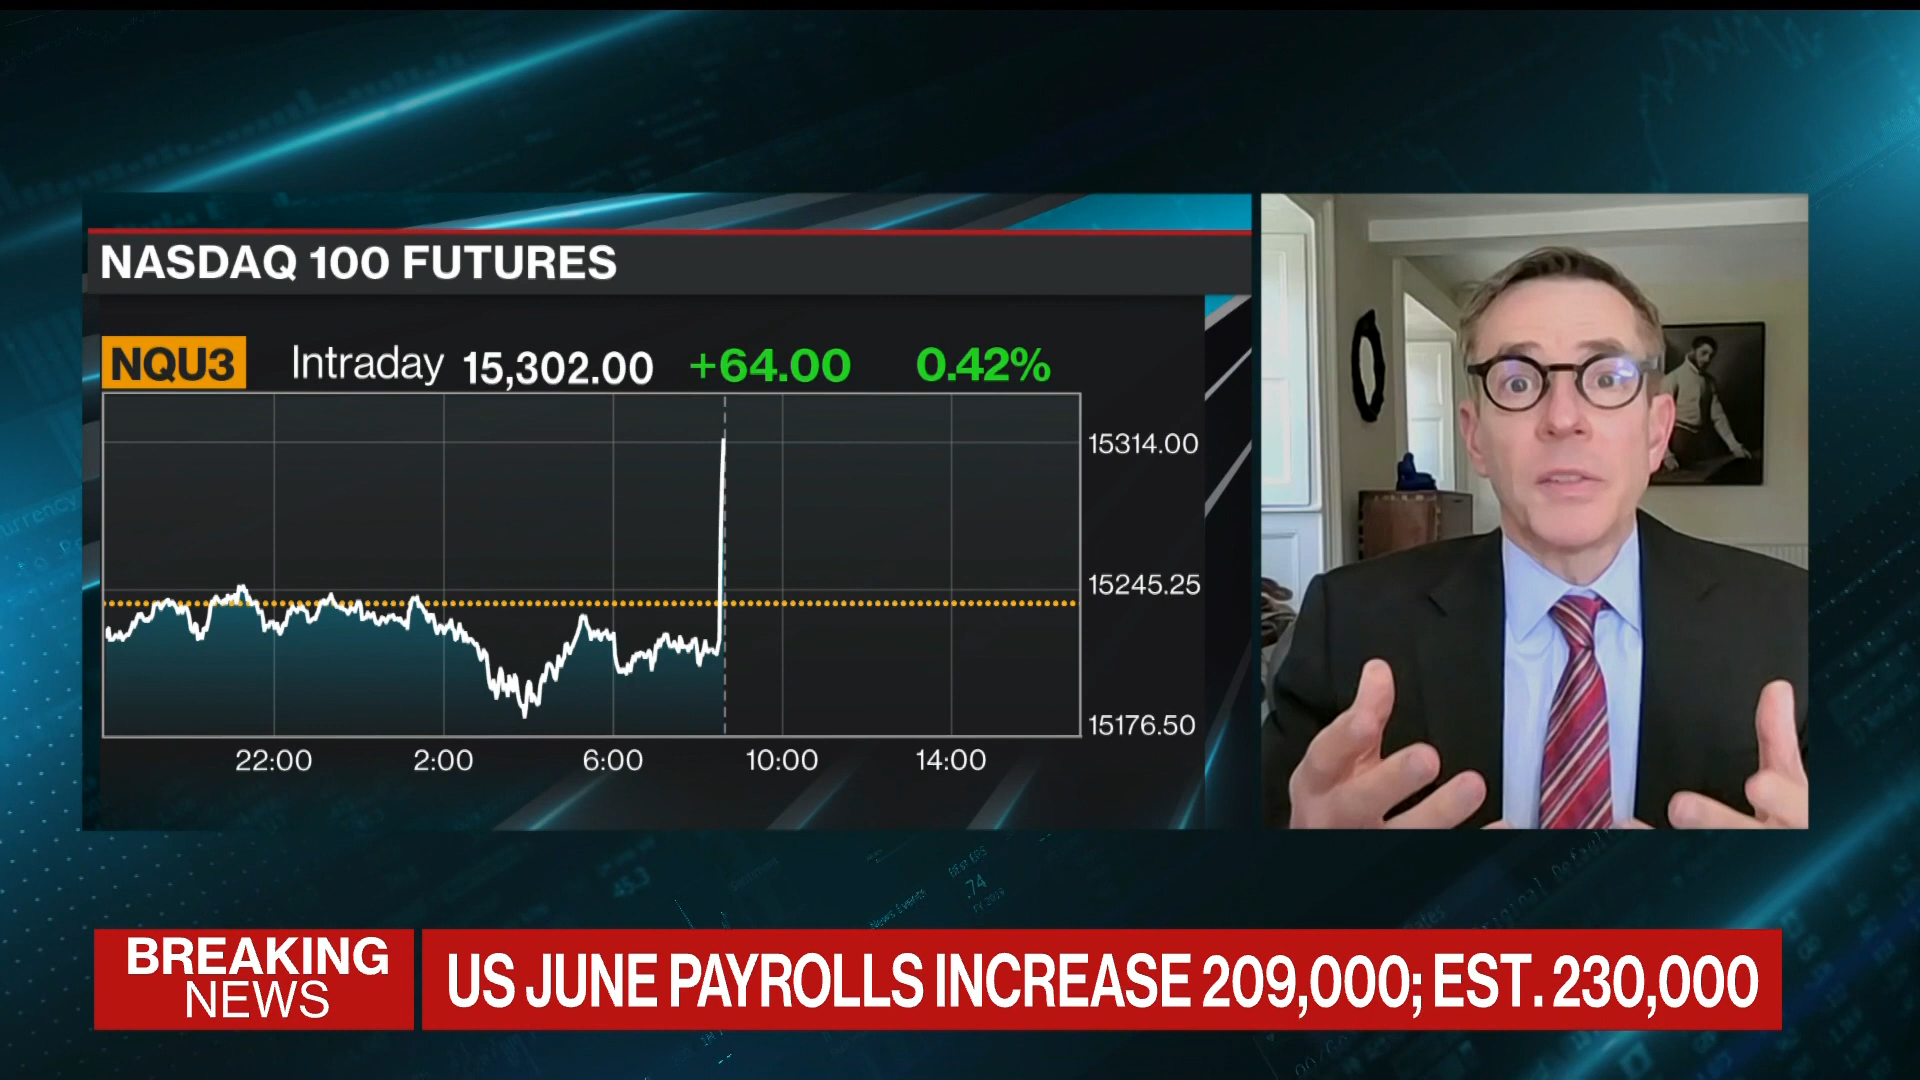 NASDAQ 100 FUTURES
NQU3 Intraday 15,302.00 +64.00 0.42%
15314.00
15245.25
15176.50
22:00 2:00 6:00 10:00 14:00
BREAKING
NEWS
US JUNE PAYROLLS INCREASE 209,000; EST. 230,000